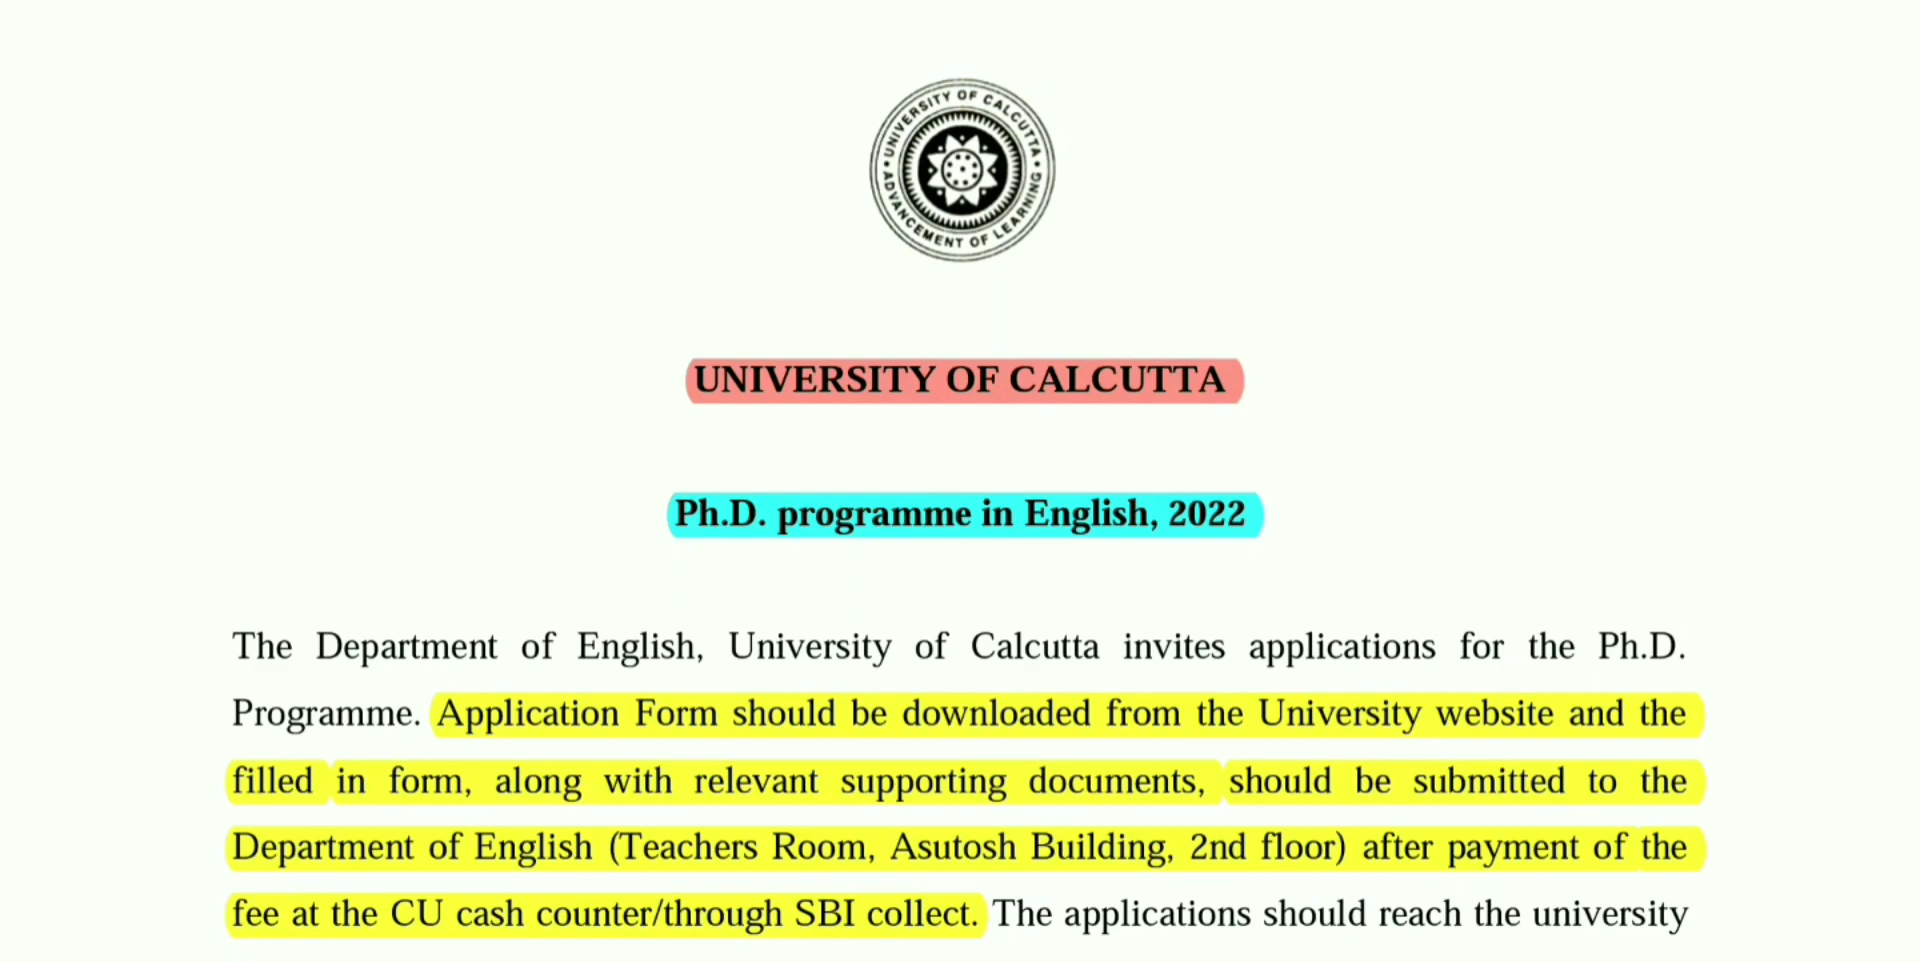 UNIVERSITY OF CALCUTTA
ADVANCEMENT OF LEARNING
UNIVERSITY OF CALCUTTA
Ph.D. programme in English, 2022
The Department of English, University of Calcutta invites applications for the Ph.D.
Programme. Application Form should be downloaded from the University website and the
filled in form, along with relevant supporting documents, should be submitted to the
Department of English (Teachers Room, Asutosh Building, 2nd floor) after payment of the
fee at the CU cash counter/through SBI collect. The applications should reach the university